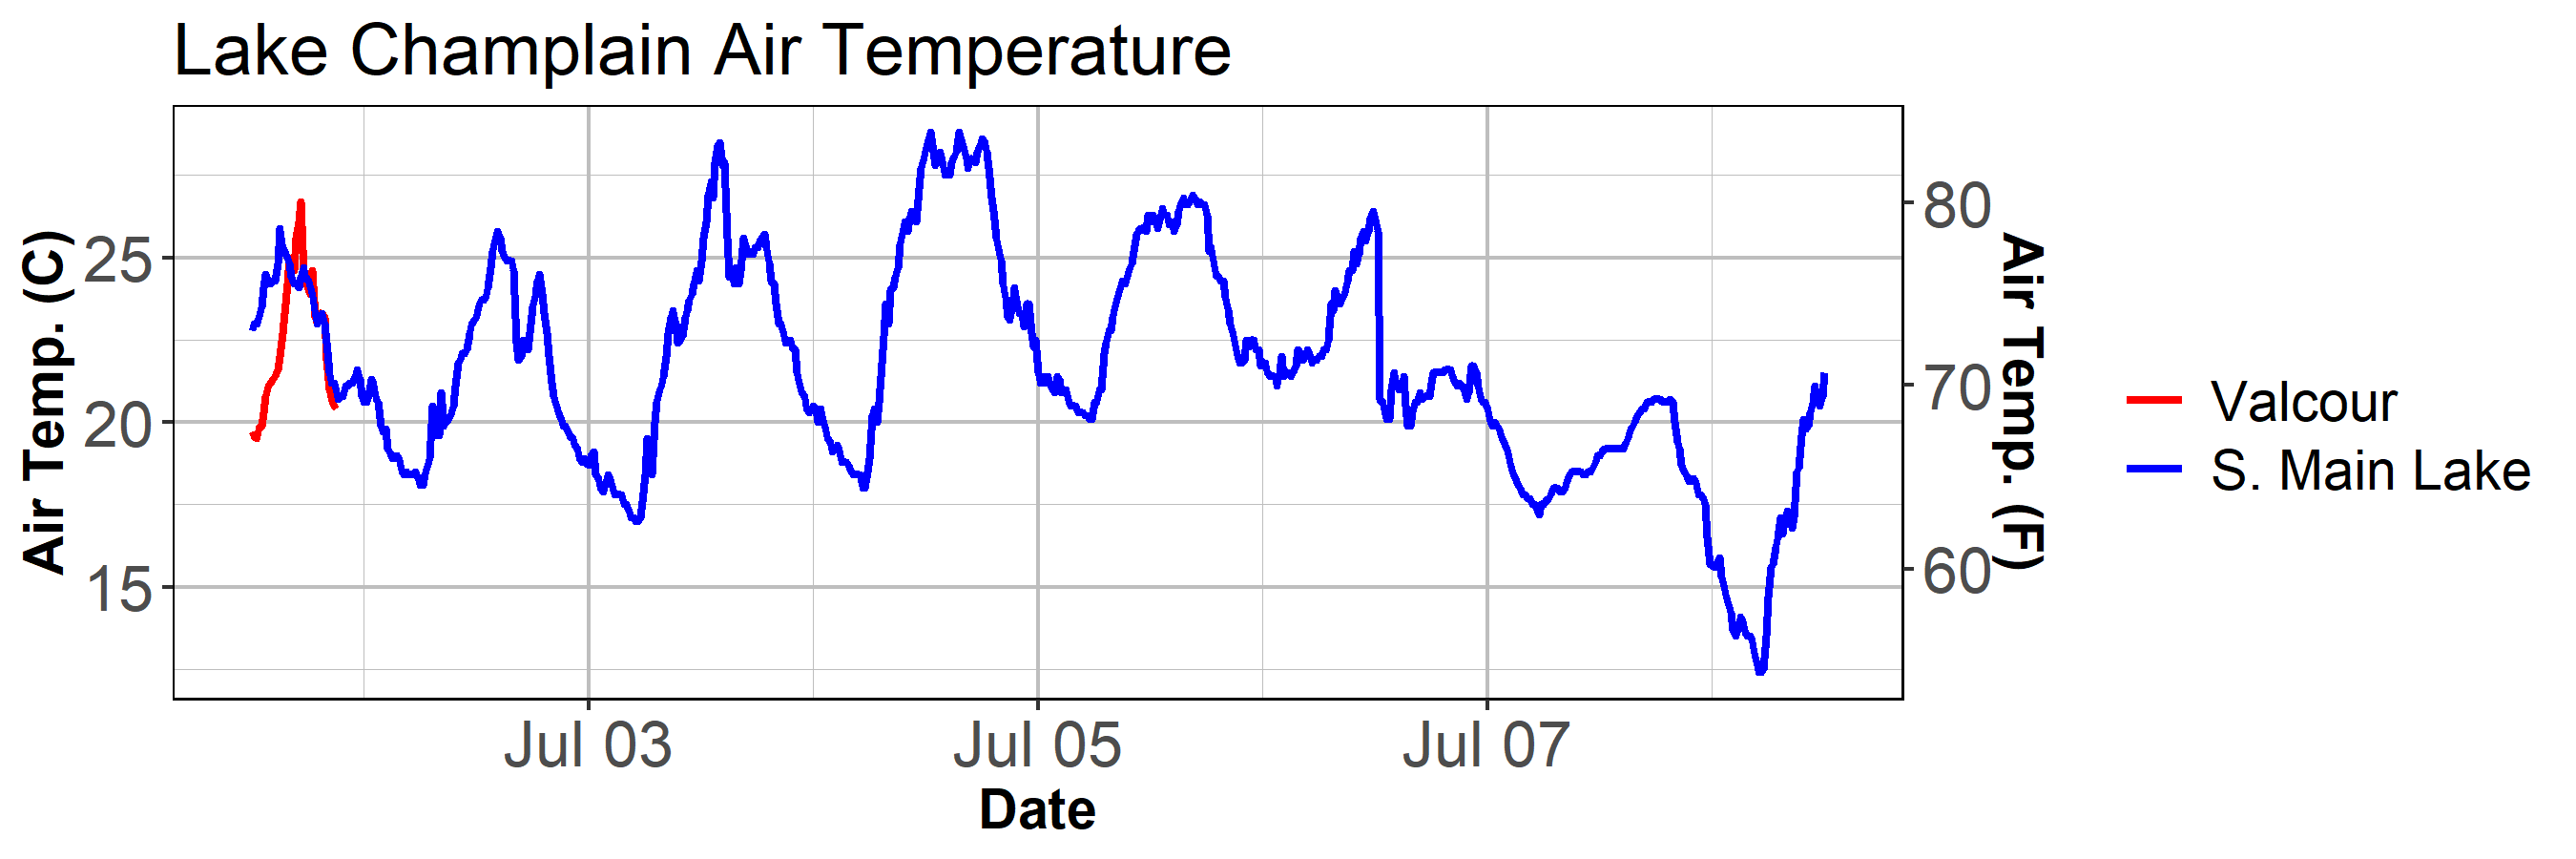 Lake Champlain Air Temperature
Air Temp. (C)
25
20
15
80
70
60
Air Temp. (F)
Jul 03
Jul 05
Jul 07
Date
Valcour
S. Main Lake